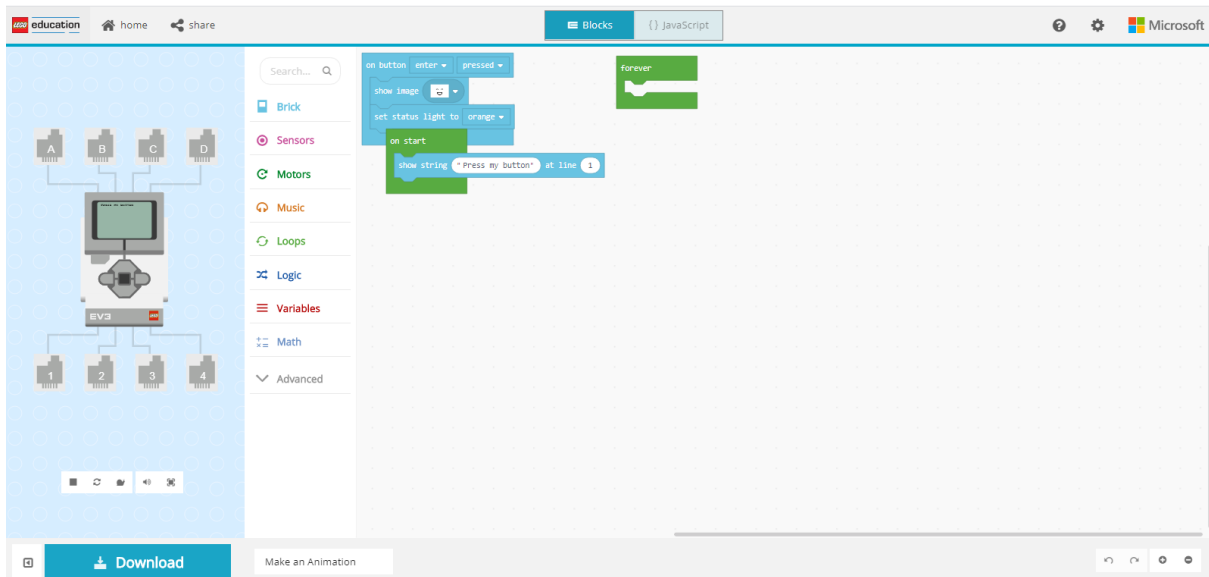 LEGO education home share Blocks {} JavaScript Microsoft
Search...
Brick
Sensors
Motors
Music
Loops
Logic
Variables
Math
Advanced
A B C D
EV3
1 2 3 4
on button enter pressed
show image
set status light to orange
on start
show string "Press my button" at line 1
forever
Download
Make an Animation